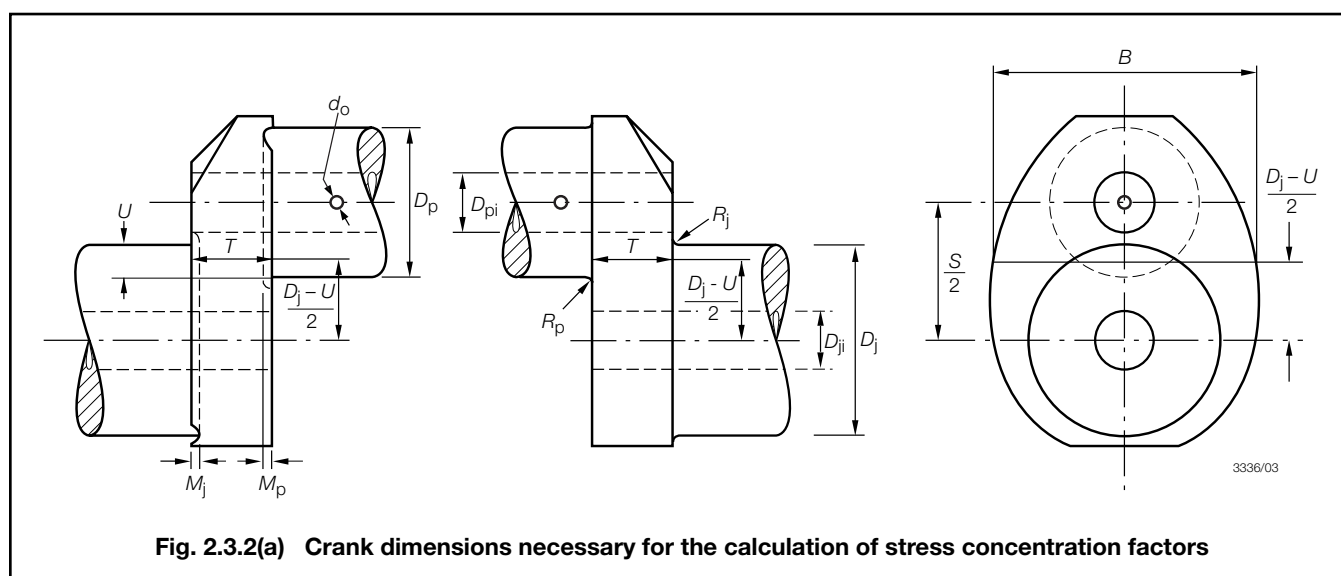 d_o
U
T
D_j – U
2
D_p
M_j
M_p
D_pi
T
R_j
R_p
D_j - U
2
D_ji
D_j
B
S
2
D_j – U
2
3336/03
Fig. 2.3.2(a) Crank dimensions necessary for the calculation of stress concentration factors